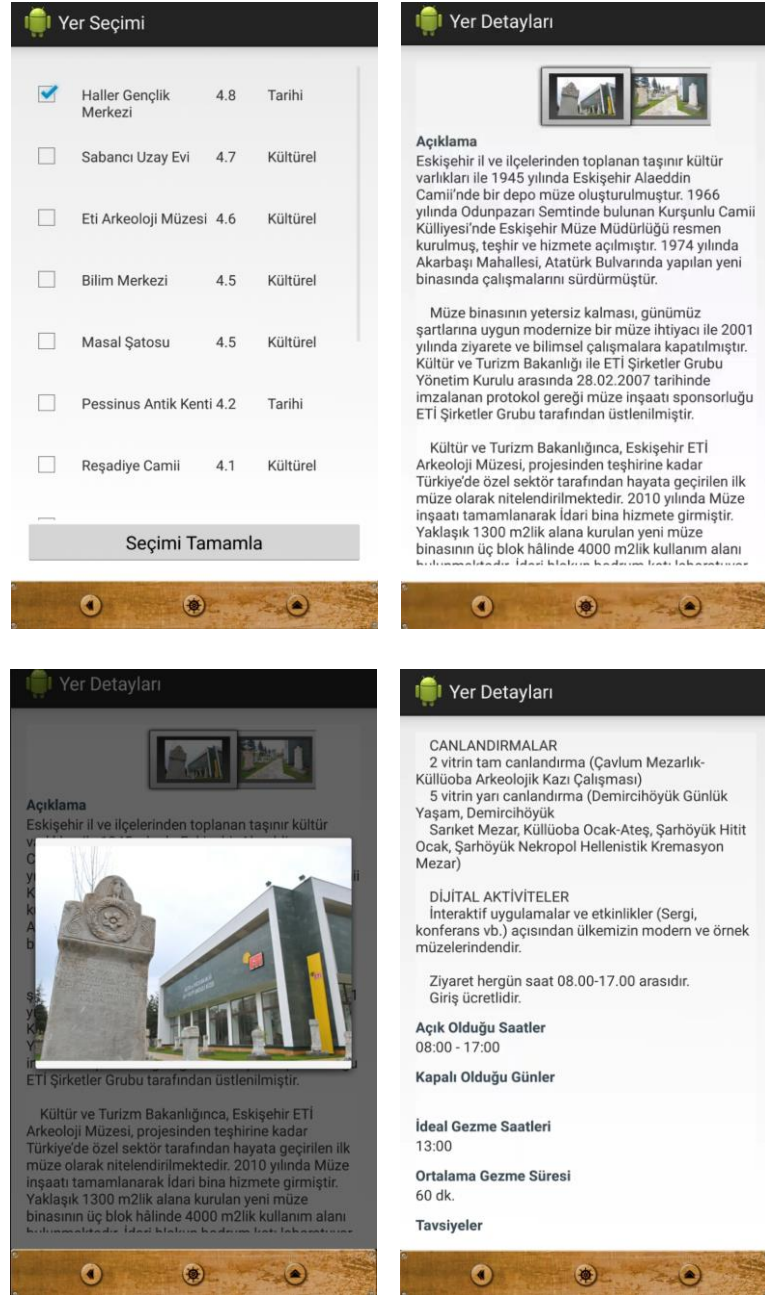 Yer Seçimi
Haller Gençlik Merkezi 4.8 Tarihi
Sabancı Uzay Evi 4.7 Kültürel
Eti Arkeoloji Müzesi 4.6 Kültürel
Bilim Merkezi 4.5 Kültürel
Masal Şatosu 4.5 Kültürel
Pessinus Antik Kenti 4.2 Tarihi
Reşadiye Camii 4.1 Kültürel
Seçimi Tamamla
Yer Detayları
Açıklama
Eskişehir il ve ilçelerinden toplanan taşınır kültür
varlıkları ile 1945 yılında Eskişehir Alaeddin
Camii'nde bir depo müze oluşturulmuştur. 1966
yılında Odunpazarı Semtinde bulunan Kurşunlu Camii
Külliyesi'nde Eskişehir Müze Müdürlüğü resmen
kurulmuş, teşhir ve hizmete açılmıştır. 1974 yılında
Akarbaşı Mahallesi, Atatürk Bulvarında yapılan yeni
binasında çalışmalarını sürdürmüştür.
Müze binasının yetersiz kalması, günümüz
şartlarına uygun modernize bir müze ihtiyacı ile 2001
yılında ziyarete ve bilimsel çalışmalara kapatılmıştır.
Kültür ve Turizm Bakanlığı ile ETİ Şirketler Grubu
Yönetim Kurulu arasında 28.02.2007 tarihinde
imzalanan protokol gereği müze inşaatı sponsorluğu
ETİ Şirketler Grubu tarafından üstlenilmiştir.
Kültür ve Turizm Bakanlığınca, Eskişehir ETİ
Arkeoloji Müzesi, projesinden teşhirine kadar
Türkiye'de özel sektör tarafından hayata geçirilen ilk
müze olarak nitelendirilmektedir. 2010 yılında Müze
inşaatı tamamlanarak İdari bina hizmete girmiştir.
Yaklaşık 1300 m2lik alana kurulan yeni müze
binasının üç blok hâlinde 4000 m2lik kullanım alanı
bulunmaktadır. İdari blokun bodrum katı laboratuvar
Yer Detayları
Açıklama
Eskişehir il ve ilçelerinden toplanan taşınır kültür
ETİ Şirketler Grubu tarafından üstlenilmiştir.
Kültür ve Turizm Bakanlığınca, Eskişehir ETİ
Arkeoloji Müzesi, projesinden teşhirine kadar
Türkiye'de özel sektör tarafından hayata geçirilen ilk
müze olarak nitelendirilmektedir. 2010 yılında Müze
inşaatı tamamlanarak İdari bina hizmete girmiştir.
Yaklaşık 1300 m2lik alana kurulan yeni müze
binasının üç blok hâlinde 4000 m2lik kullanım alanı
bulunmaktadır. İdari blokun bodrum katı laboratuvar
Yer Detayları
CANLANDIRMALAR
2 vitrin tam canlandırma (Çavlum Mezarlık-
Küllüoba Arkeolojik Kazı Çalışması)
5 vitrin yarı canlandırma (Demircihöyük Günlük
Yaşam, Demircihöyük
Sarıket Mezar, Küllüoba Ocak-Ateş, Şarhöyük Hitit
Ocak, Şarhöyük Nekropol Hellenistik Kremasyon
Mezar)
DİJİTAL AKTİVİTELER
İnteraktif uygulamalar ve etkinlikler (Sergi,
konferans vb.) açısından ülkemizin modern ve örnek
müzelerindendir.
Ziyaret hergün saat 08.00-17.00 arasıdır.
Giriş ücretlidir.
Açık Olduğu Saatler
08:00 - 17:00
Kapalı Olduğu Günler
İdeal Gezme Saatleri
13:00
Ortalama Gezme Süresi
60 dk.
Tavsiyeler